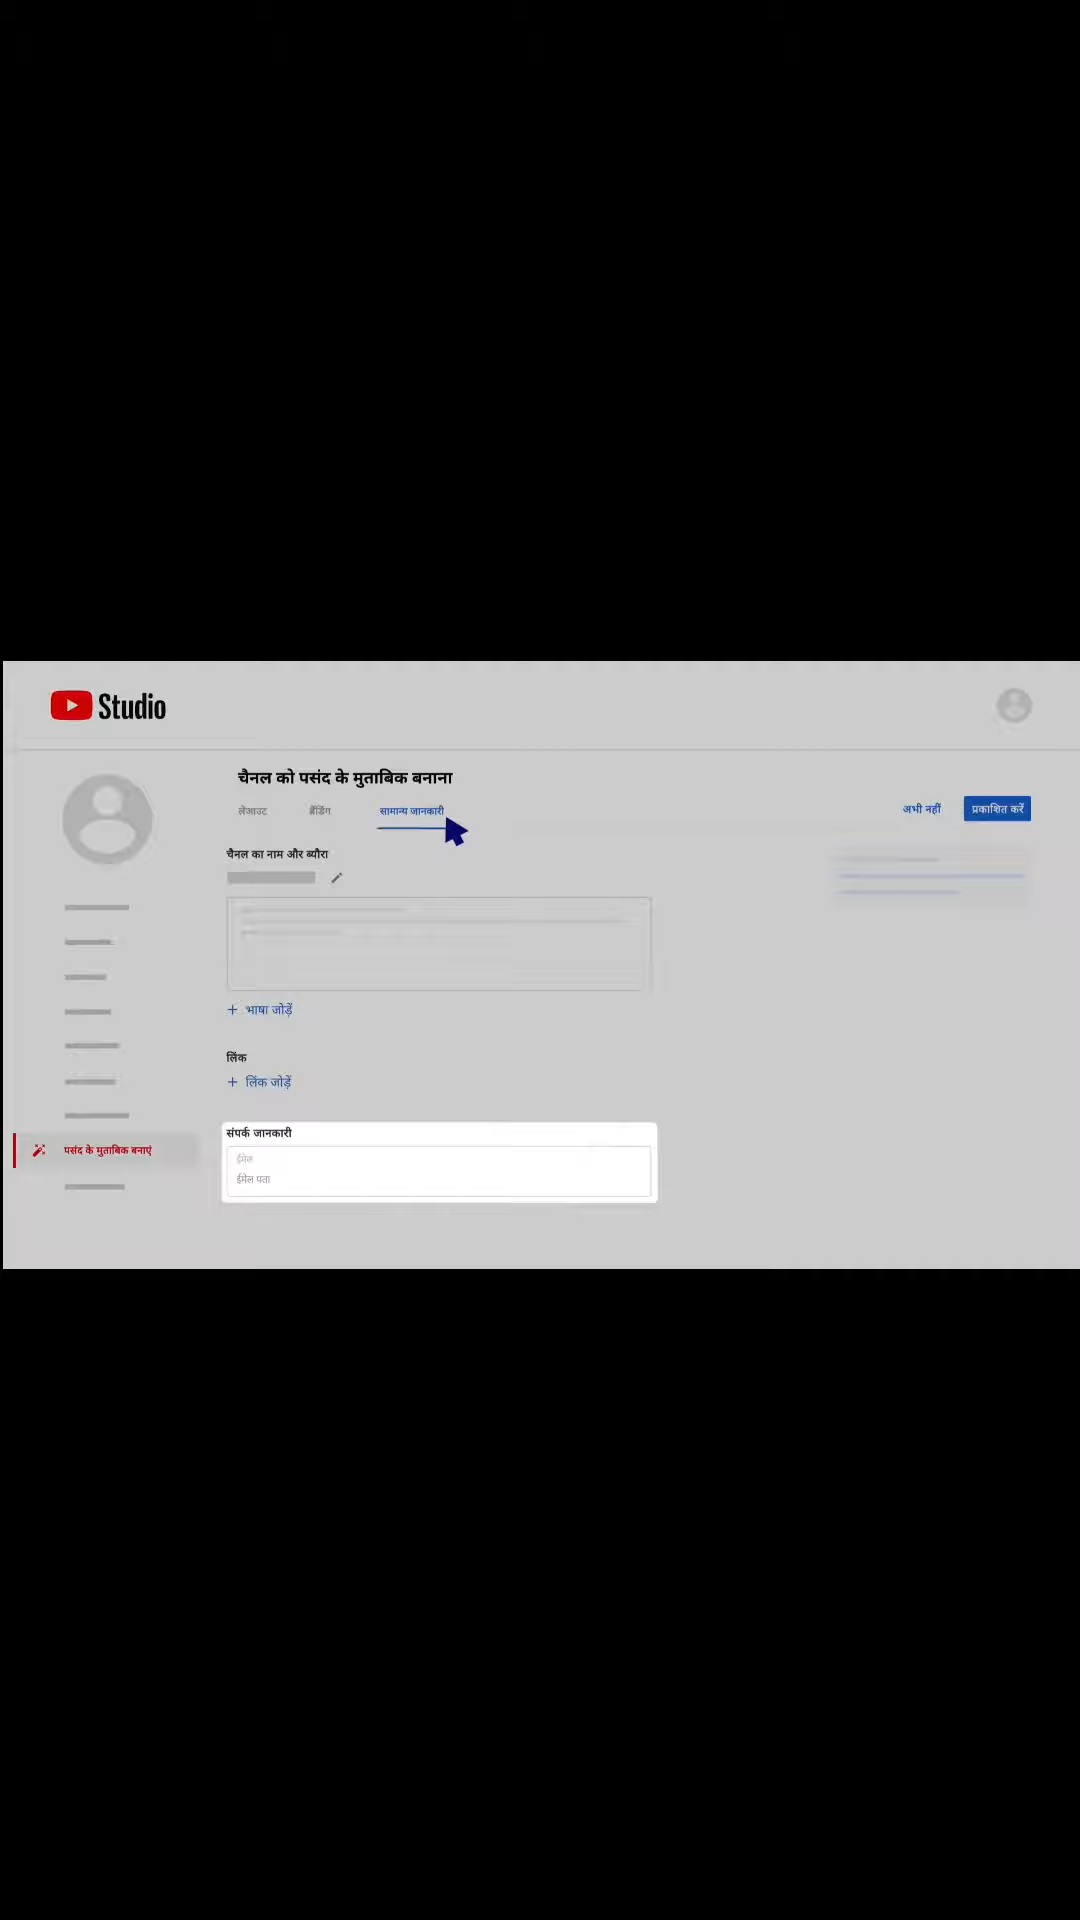 Studio
चैनल को पसंद के मुताबिक बनाना
लेआउट ब्रैंडिंग सामान्य जानकारी
अभी नहीं प्रकाशित करें
चैनल का नाम और ब्यौरा
+ भाषा जोड़ें
लिंक
+ लिंक जोड़ें
संपर्क जानकारी
पसंद के मुताबिक बनाएं
ईमेल
ईमेल पता